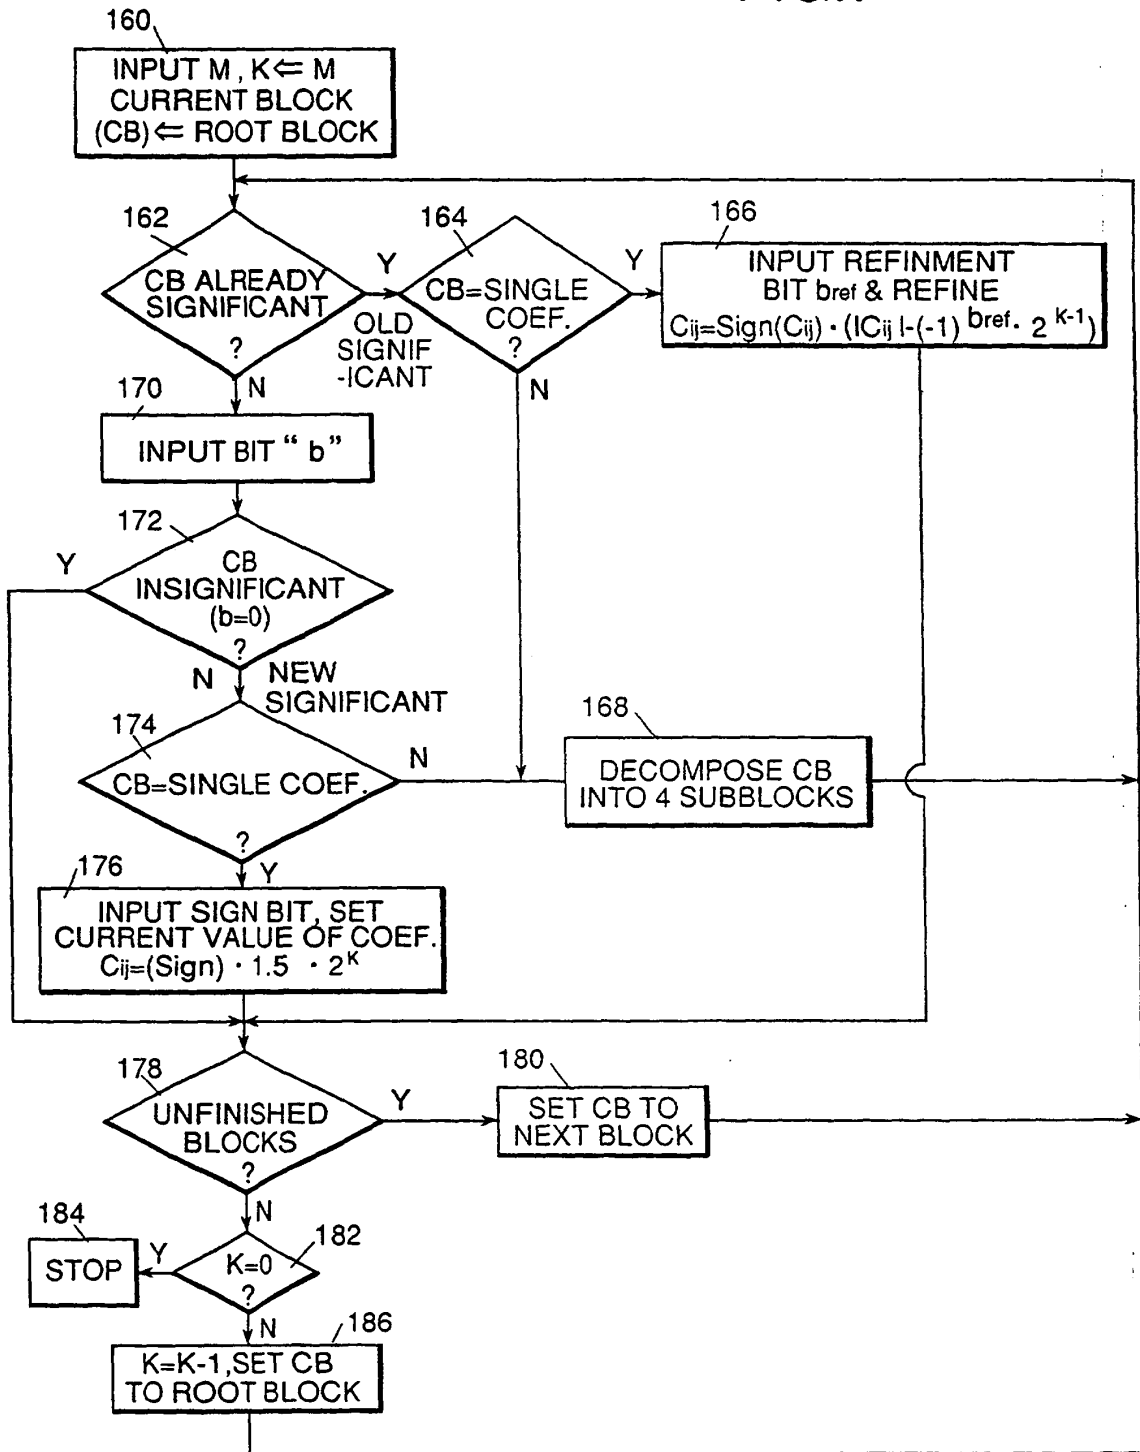 160
INPUT M, K⇐ M
CURRENT BLOCK
(CB)⇐ ROOT BLOCK
162
CB ALREADY
SIGNIFICANT
?
Y
OLD
SIGNIF
-ICANT
N
164
CB=SINGLE
COEF.
?
Y
N
166
INPUT REFINMENT
BIT bref & REFINE
Cij=Sign(Cij) · (ICij I-(-1) bref. 2 K-1)
170
INPUT BIT “ b”
172
Y
CB
INSIGNIFICANT
(b=0)
?
N
NEW
SIGNIFICANT
174
CB=SINGLE COEF.
?
N
Y
168
DECOMPOSE CB
INTO 4 SUBBLOCKS
176
INPUT SIGN BIT, SET
CURRENT VALUE OF COEF.
Cij=(Sign) · 1.5 · 2K
178
UNFINISHED
BLOCKS
?
Y
N
180
SET CB TO
NEXT BLOCK
184
STOP
Y
182
K=0
?
N
186
K=K-1,SET CB
TO ROOT BLOCK